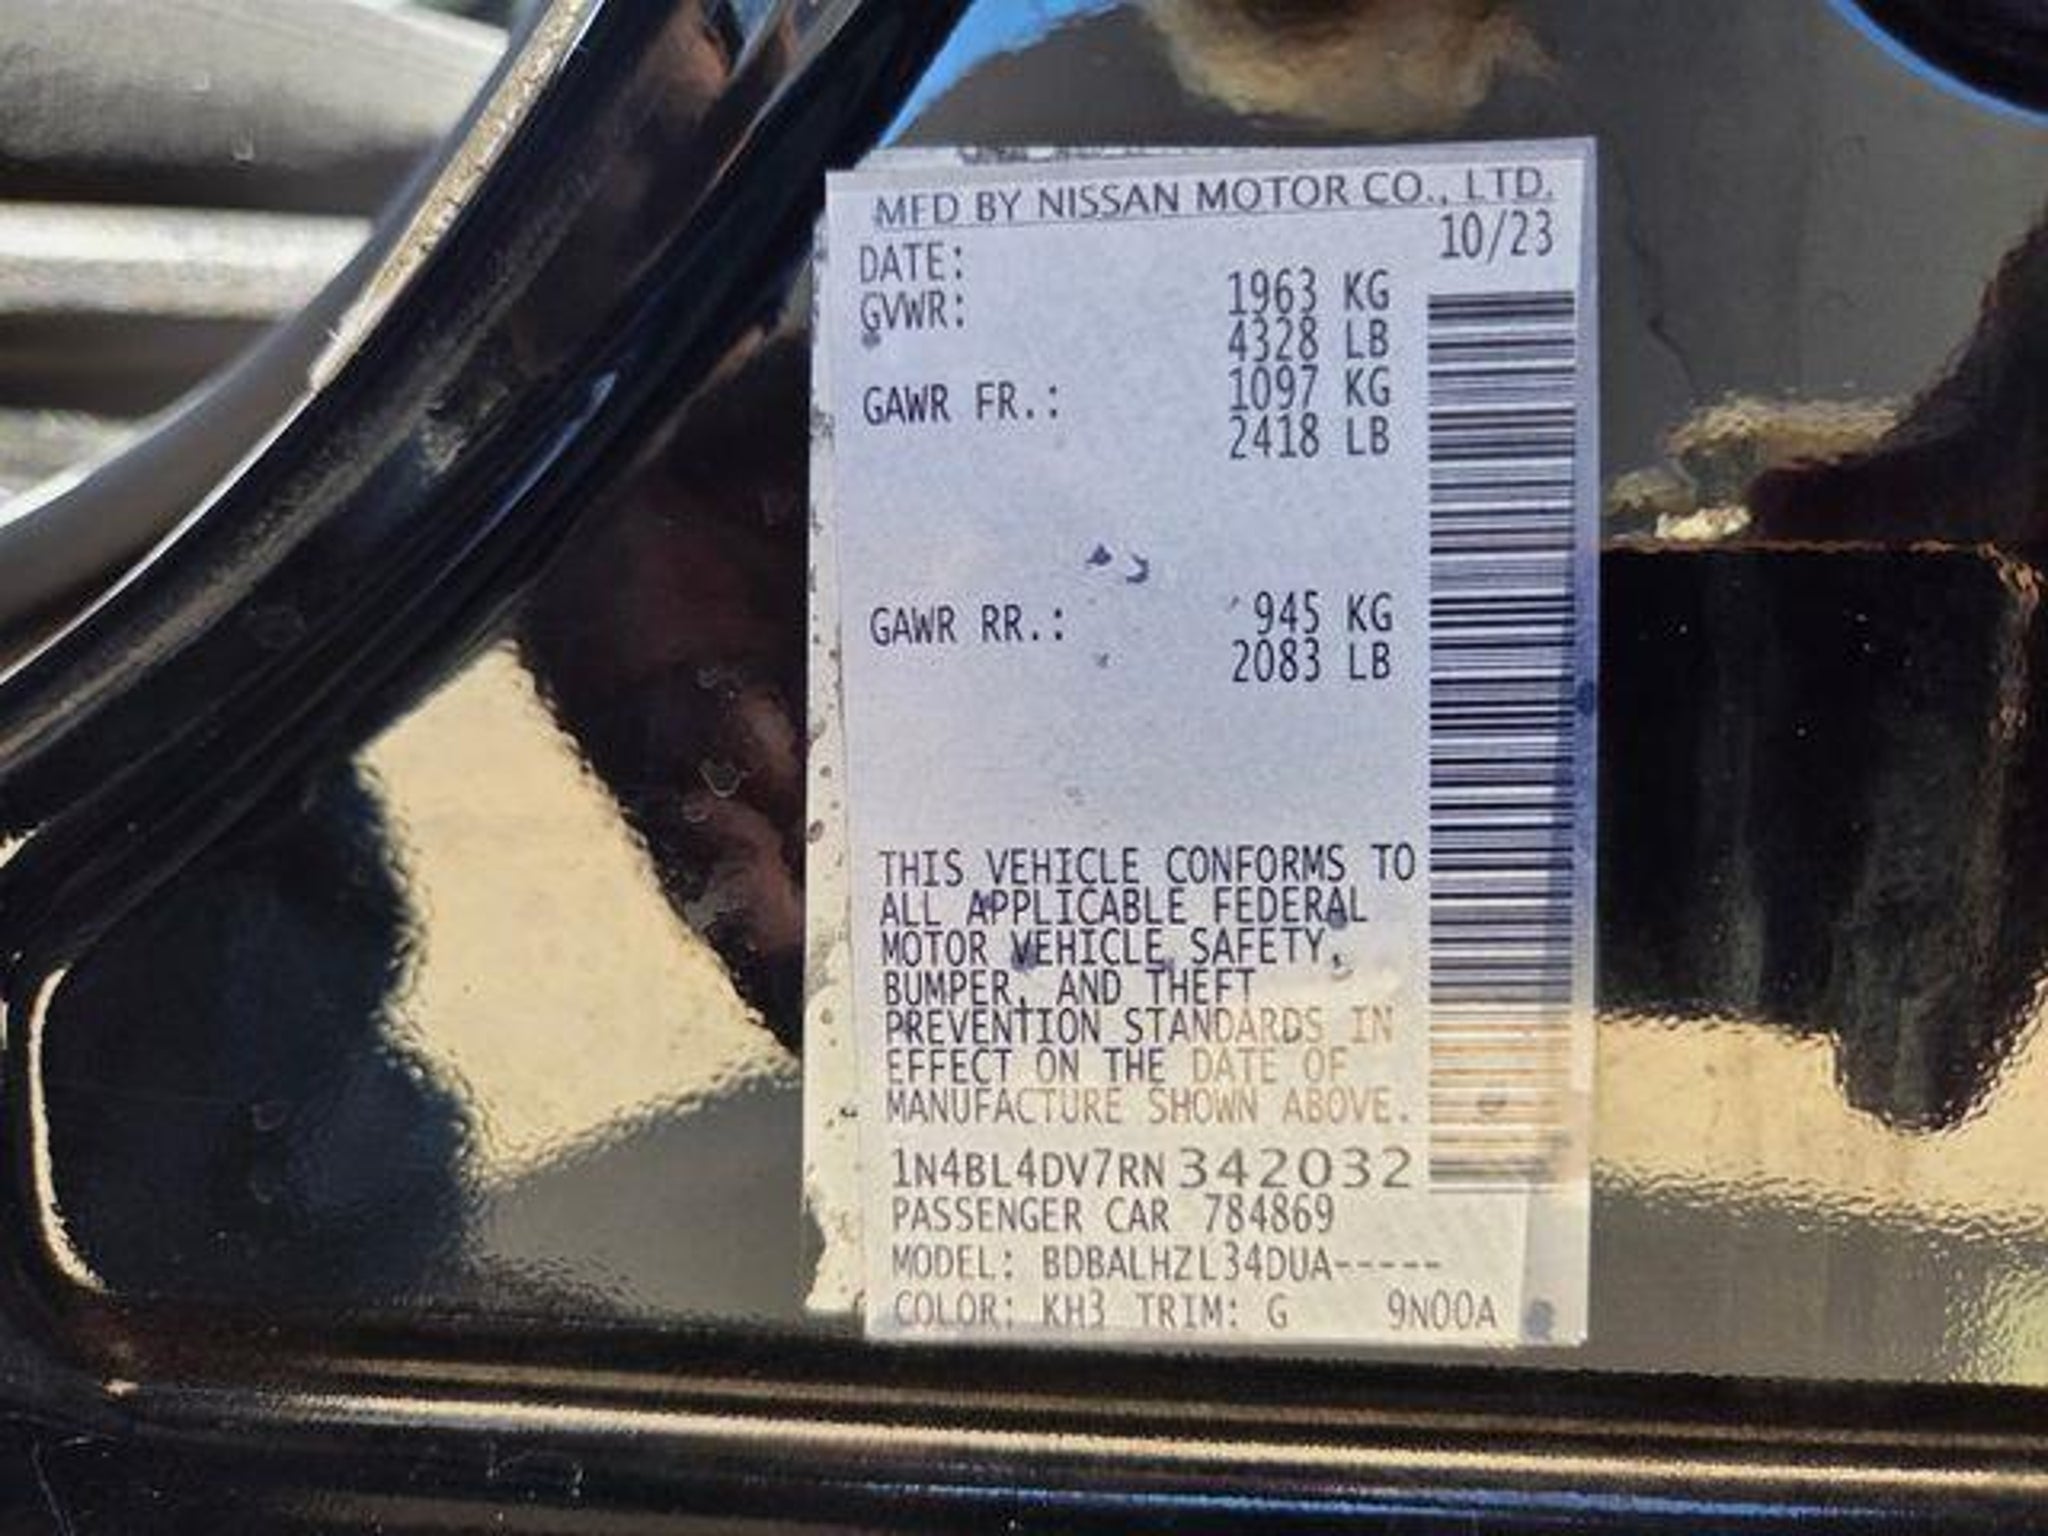 MFD BY NISSAN MOTOR CO., LTD.
DATE: 10/23
GVWR: 1963 KG
4328 LB
GAWR FR.: 1097 KG
2418 LB
GAWR RR.: 945 KG
2083 LB
THIS VEHICLE CONFORMS TO
ALL APPLICABLE FEDERAL
MOTOR VEHICLE SAFETY,
BUMPER, AND THEFT
PREVENTION STANDARDS IN
EFFECT ON THE DATE OF
MANUFACTURE SHOWN ABOVE.
1N4BL4DV7RN342032
PASSENGER CAR 784869
MODEL: BDBALHZL34DUA-----
COLOR: KH3 TRIM: G 9N00A